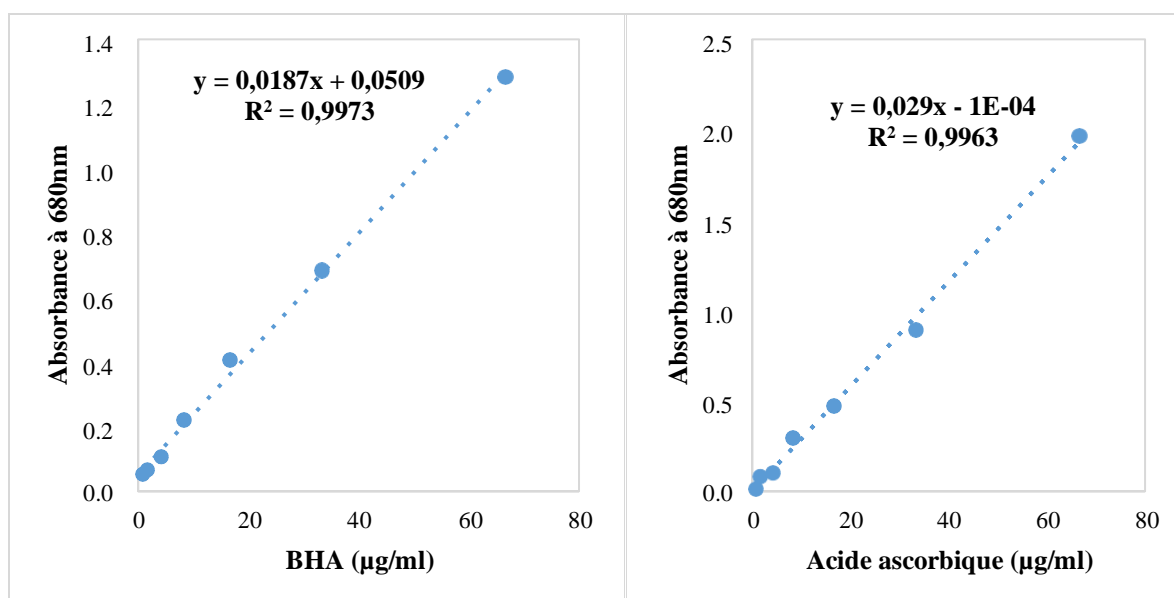 y = 0,0187x + 0,0509
R² = 0,9973
Absorbance à 680nm
1.4
1.2
1.0
0.8
0.6
0.4
0.2
0.0
0 20 40 60 80
BHA (µg/ml)
y = 0,029x - 1E-04
R² = 0,9963
Absorbance à 680nm
2.5
2.0
1.5
1.0
0.5
0.0
0 20 40 60 80
Acide ascorbique (µg/ml)